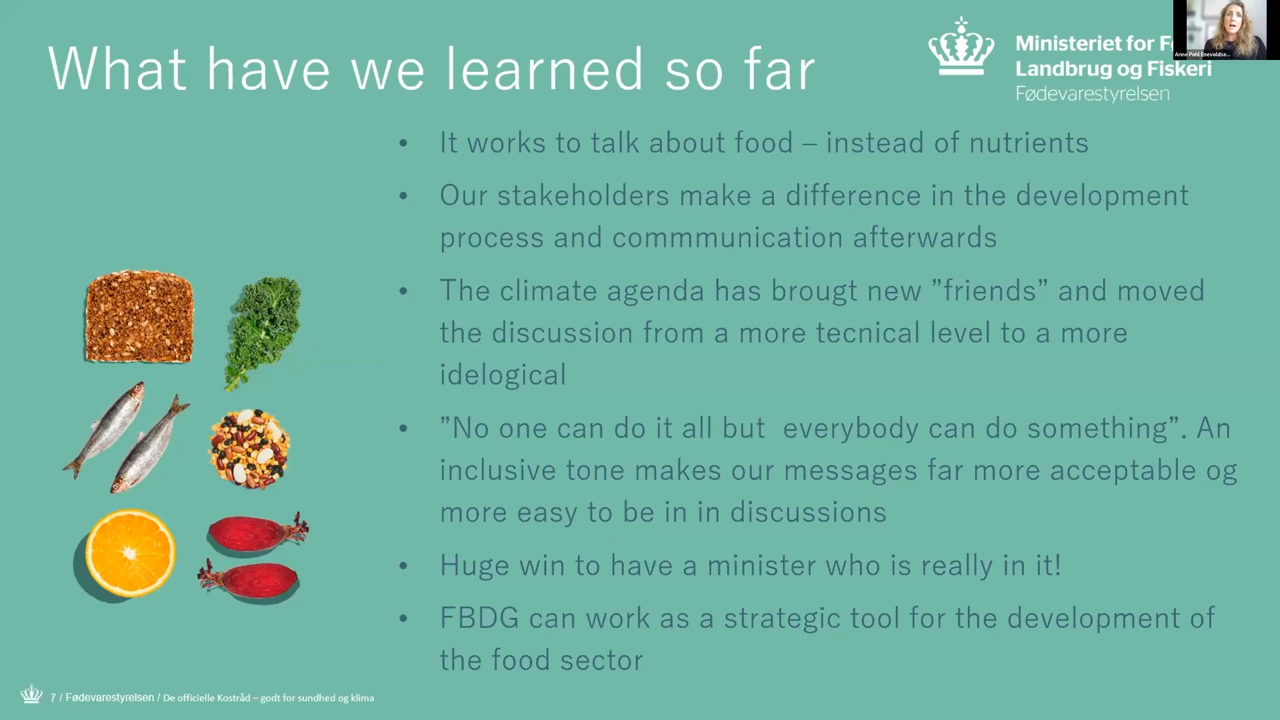 What have we learned so far
Ministeriet for F
Landbrug og Fiskeri
Fødevarestyrelsen
Anne Pohl Enevoldse...
• It works to talk about food – instead of nutrients
• Our stakeholders make a difference in the development
process and commmunication afterwards
• The climate agenda has brougt new ”friends” and moved
the discussion from a more tecnical level to a more
idelogical
• ”No one can do it all but  everybody can do something”. An
inclusive tone makes our messages far more acceptable og
more easy to be in in discussions
• Huge win to have a minister who is really in it!
• FBDG can work as a strategic tool for the development of
the food sector
7 / Fødevarestyrelsen / De officielle Kostråd – godt for sundhed og klima